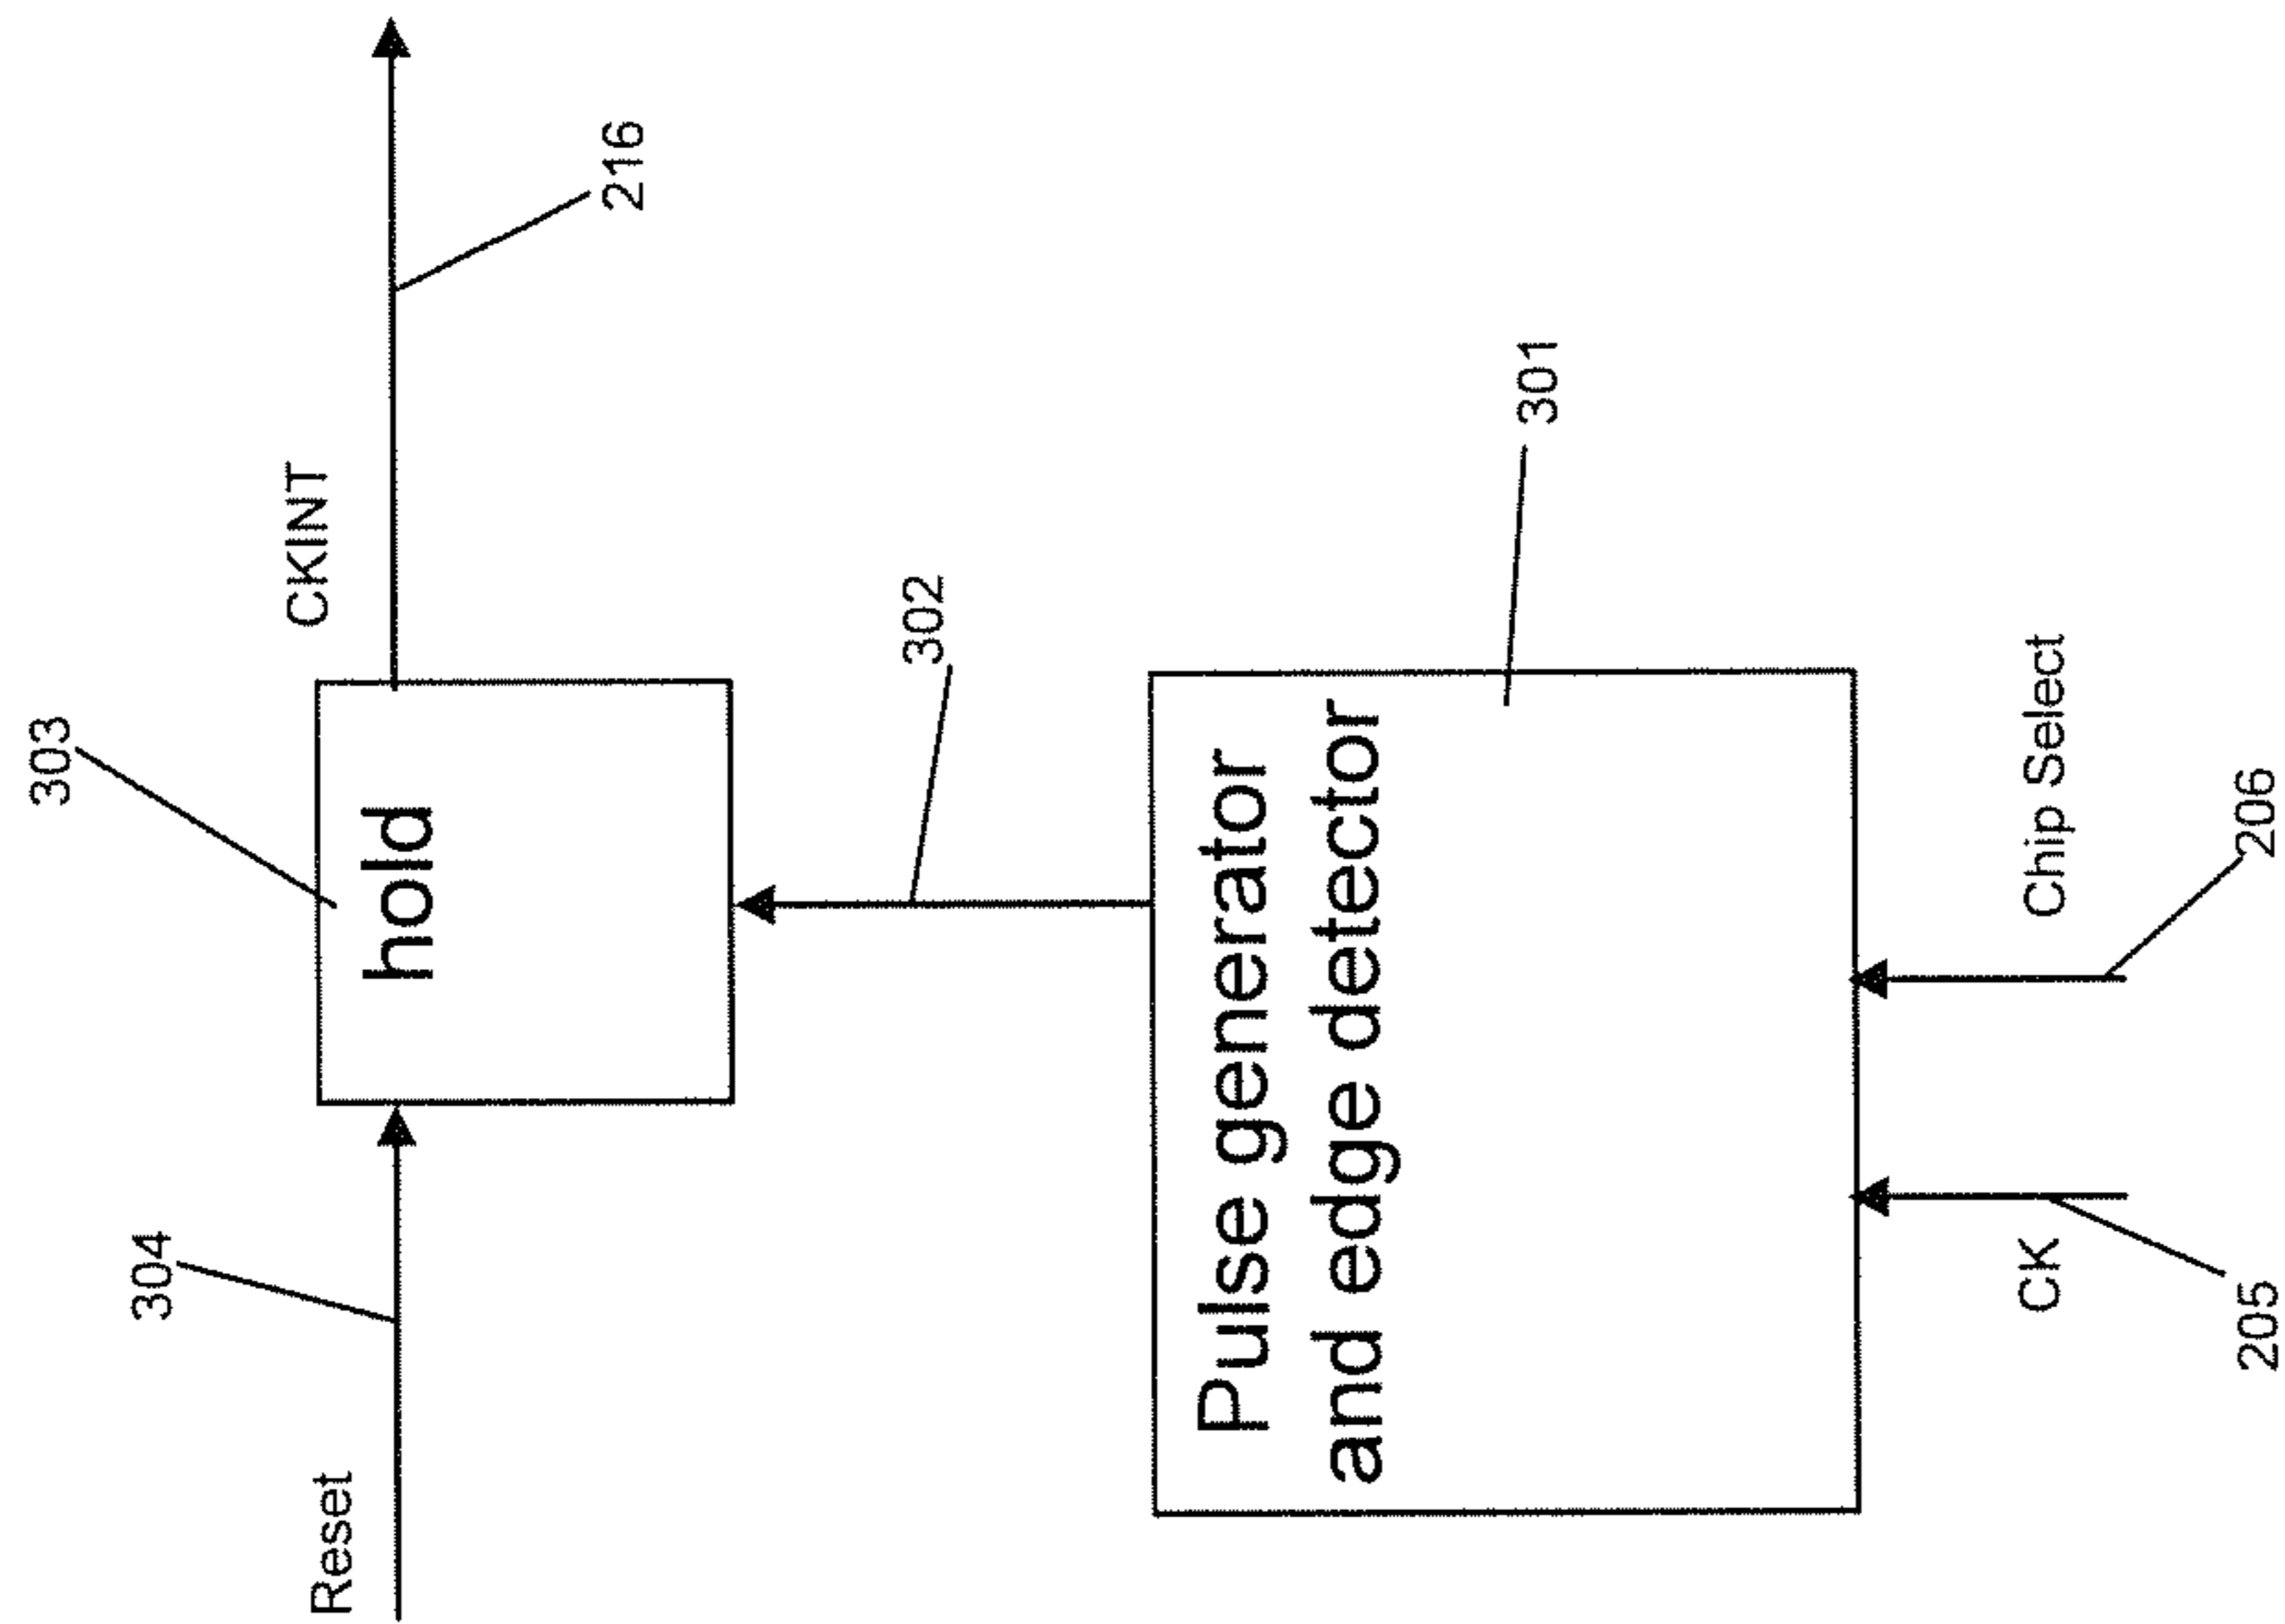 Reset
304
303
hold
CKINT
216
302
Pulse generator
and edge detector
301
CK
205
Chip Select
206